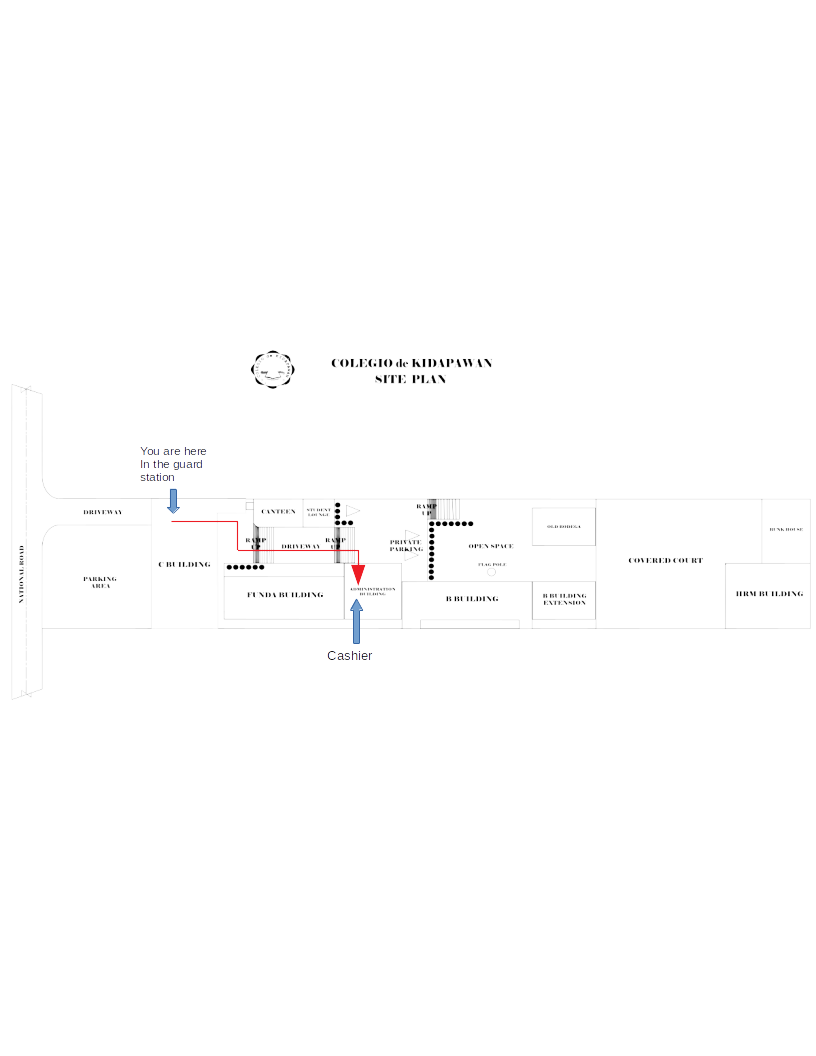 COLEGIO de KIDAPAWAN
SITE PLAN
You are here
In the guard
station
NATIONAL ROAD
DRIVEWAY
PARKING
AREA
C BUILDING
CANTEEN
STUDENT
LOUNGE
RAMP
UP
DRIVEWAY
RAMP
UP
FUNDA BUILDING
ADMINISTRATION
BUILDING
PRIVATE
PARKING
RAMP
UP
OPEN SPACE
FLAG POLE
B BUILDING
OLD BODEGA
B BUILDING
EXTENSION
COVERED COURT
BUNK HOUSE
HRM BUILDING
Cashier